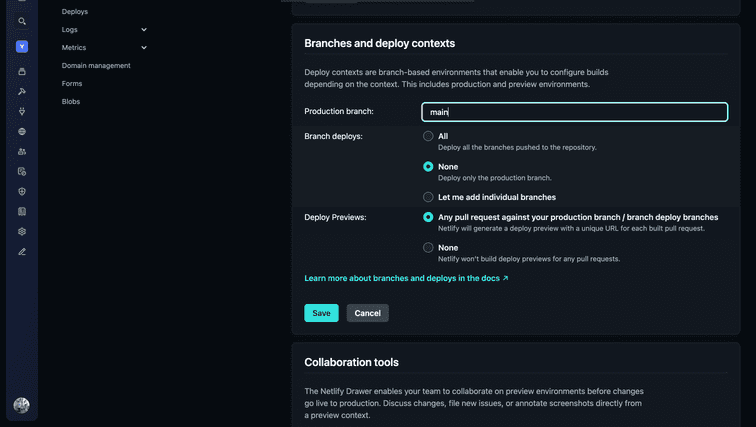 Deploys
Logs
Metrics
Domain management
Forms
Blobs
Y
Branches and deploy contexts
Deploy contexts are branch-based environments that enable you to configure builds
depending on the context. This includes production and preview environments.
Production branch:
main
Branch deploys:
All
Deploy all the branches pushed to the repository.
None
Deploy only the production branch.
Let me add individual branches
Deploy Previews:
Any pull request against your production branch / branch deploy branches
Netlify will generate a deploy preview with a unique URL for each built pull request.
None
Netlify won't build deploy previews for any pull requests.
Learn more about branches and deploys in the docs ↗
Save
Cancel
Collaboration tools
The Netlify Drawer enables your team to collaborate on preview environments before changes
go live to production. Discuss changes, file new issues, or annotate screenshots directly from
a preview context.